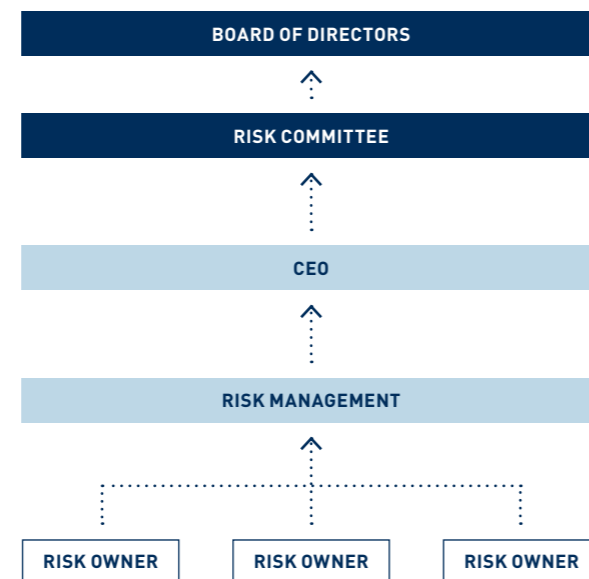 BOARD OF DIRECTORS
RISK COMMITTEE
CEO
RISK MANAGEMENT
RISK OWNER
RISK OWNER
RISK OWNER